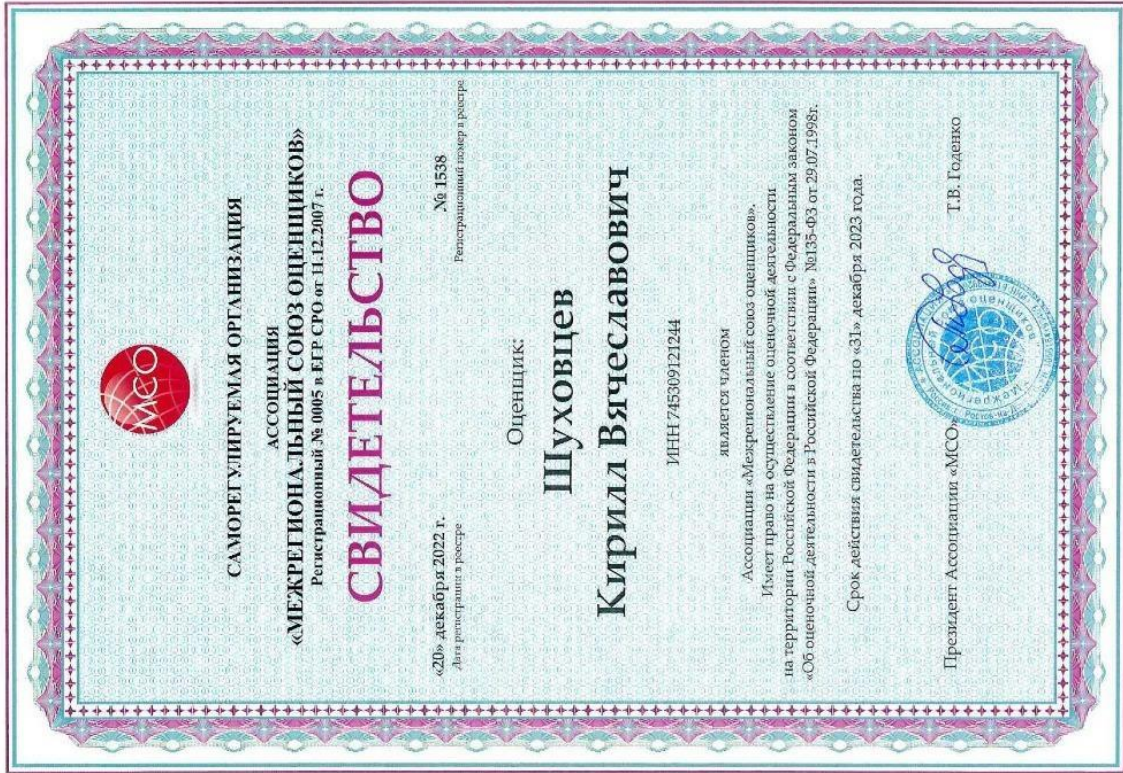 МСО
САМОРЕГУЛИРУЕМАЯ ОРГАНИЗАЦИЯ
АССОЦИАЦИЯ
«МЕЖРЕГИОНАЛЬНЫЙ СОЮЗ ОЦЕНЩИКОВ»
Регистрационный № 0005 в ЕГР СРО от 11.12.2007 г.
СВИДЕТЕЛЬСТВО
«20» декабря 2022 г. № 1538
Дата регистрации в реестре Регистрационный номер в реестре
Оценщик:
Шуховцев
Кирилл Вячеславович
ИНН 745309121244
является членом
Ассоциации «Межрегиональный союз оценщиков».
Имеет право на осуществление оценочной деятельности
на территории Российской Федерации в соответствии с Федеральным законом
«Об оценочной деятельности в Российской Федерации» №135-ФЗ от 29.07.1998г.
Срок действия свидетельства по «31» декабря 2023 года.
Президент Ассоциации «МСО» Т.В. Годенко